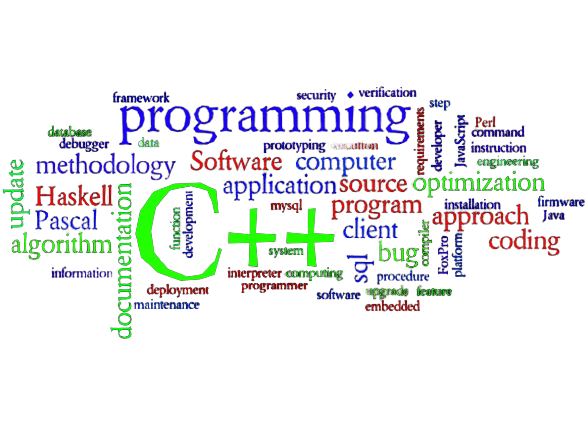 framework
security
verification
programming
step
database
debugger
data
prototyping
execution
requirements
developer
JavaScript
Perl
command
instruction
engineering
methodology
Software
computer
update
Haskell
documentation
application
source
optimization
Pascal
function
development
mysql
program
client
installation
approach
firmware
Java
algorithm
C++
system
bug
compiler
FoxPro
platform
coding
information
interpreter
computing
sql
procedure
deployment
programmer
software
upgrade
feature
maintenance
embedded